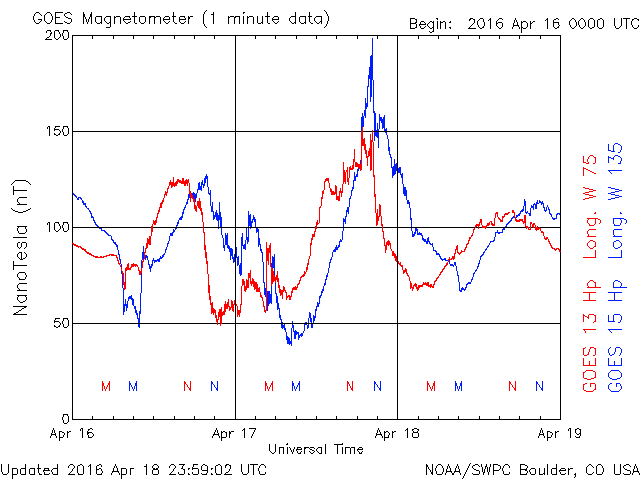 GOES Magnetometer (1 minute data)
Begin: 2016 Apr 16 0000 UTC
200
150
100
50
0
NanoTesla (nT)
M M N N M M N N M M N N
Apr 16 Apr 17 Apr 18 Apr 19
Universal Time
GOES 13 Hp Long. W 75
GOES 15 Hp Long. W 135
Updated 2016 Apr 18 23:59:02 UTC
NOAA/SWPC Boulder, CO USA